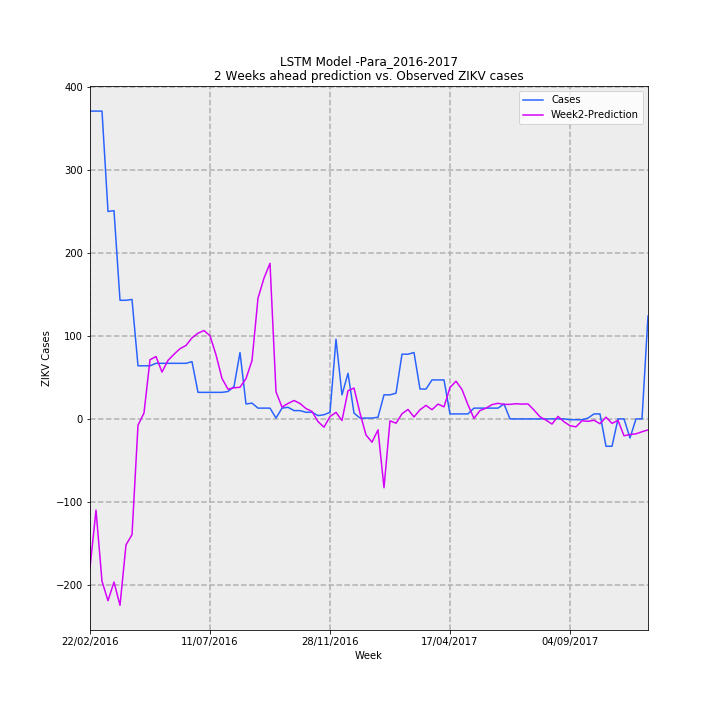 LSTM Model -Para_2016-2017
2 Weeks ahead prediction vs. Observed ZIKV cases
Cases
Week2-Prediction
400
300
200
100
0
−100
−200
ZIKV Cases
22/02/2016 11/07/2016 28/11/2016 17/04/2017 04/09/2017
Week